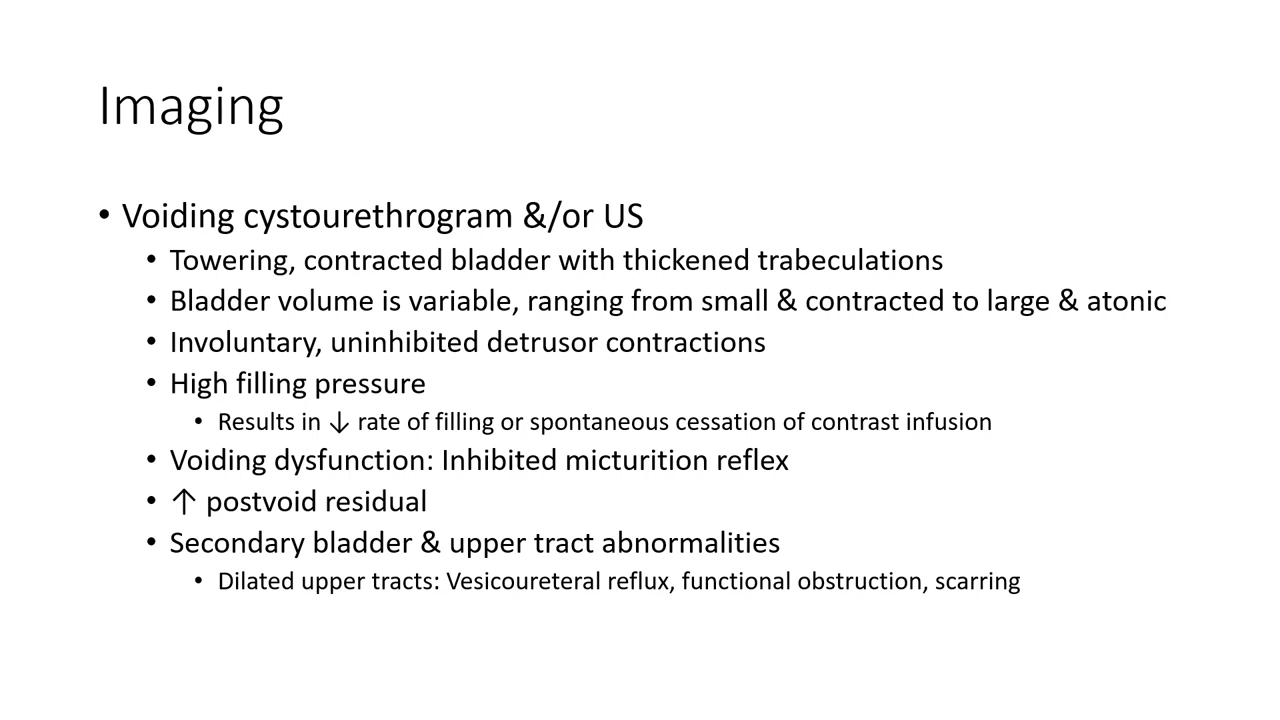 Imaging
• Voiding cystourethrogram &/or US
• Towering, contracted bladder with thickened trabeculations
• Bladder volume is variable, ranging from small & contracted to large & atonic
• Involuntary, uninhibited detrusor contractions
• High filling pressure
• Results in ↓ rate of filling or spontaneous cessation of contrast infusion
• Voiding dysfunction: Inhibited micturition reflex
• ↑ postvoid residual
• Secondary bladder & upper tract abnormalities
• Dilated upper tracts: Vesicoureteral reflux, functional obstruction, scarring